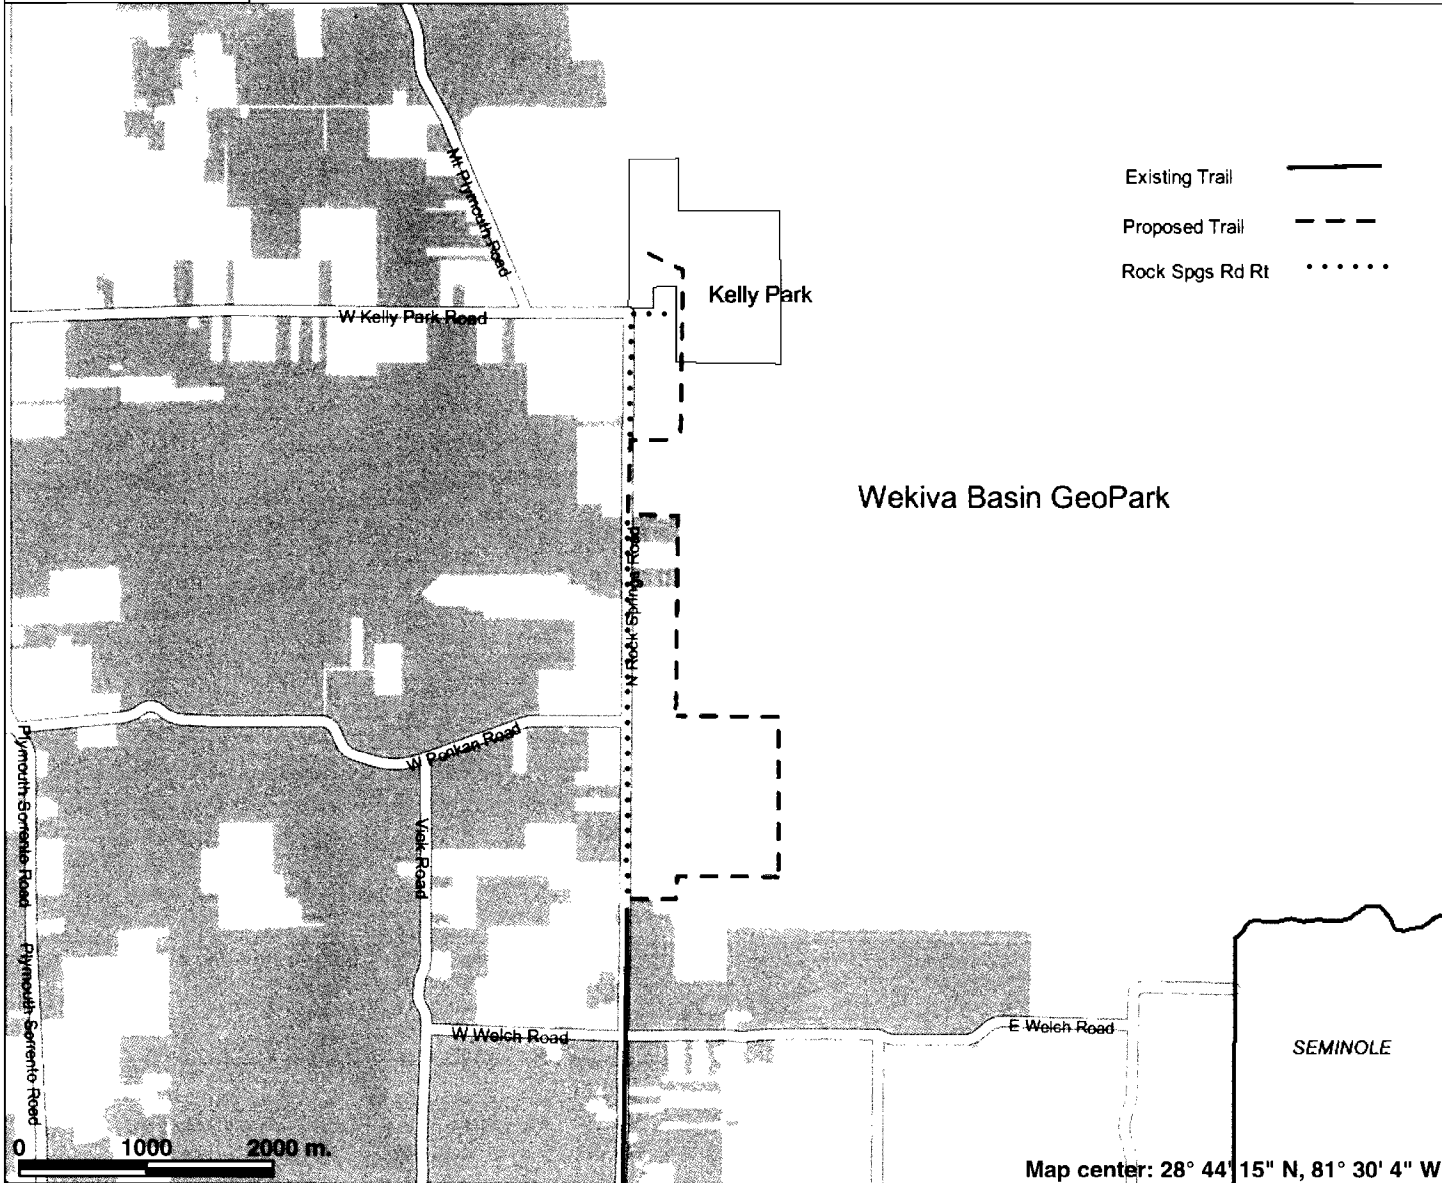 Existing Trail
Proposed Trail
Rock Spgs Rd Rt
Mt Plymouth Road
Kelly Park
W Kelly Park Road
Wekiva Basin GeoPark
N Rock Springs Road
W Ponkan Road
Plymouth Sorrento Road
Vick Road
Plymouth Sorrento Road
W Welch Road
E Welch Road
SEMINOLE
0 1000 2000 m.
Map center: 28° 44' 15" N, 81° 30' 4" W